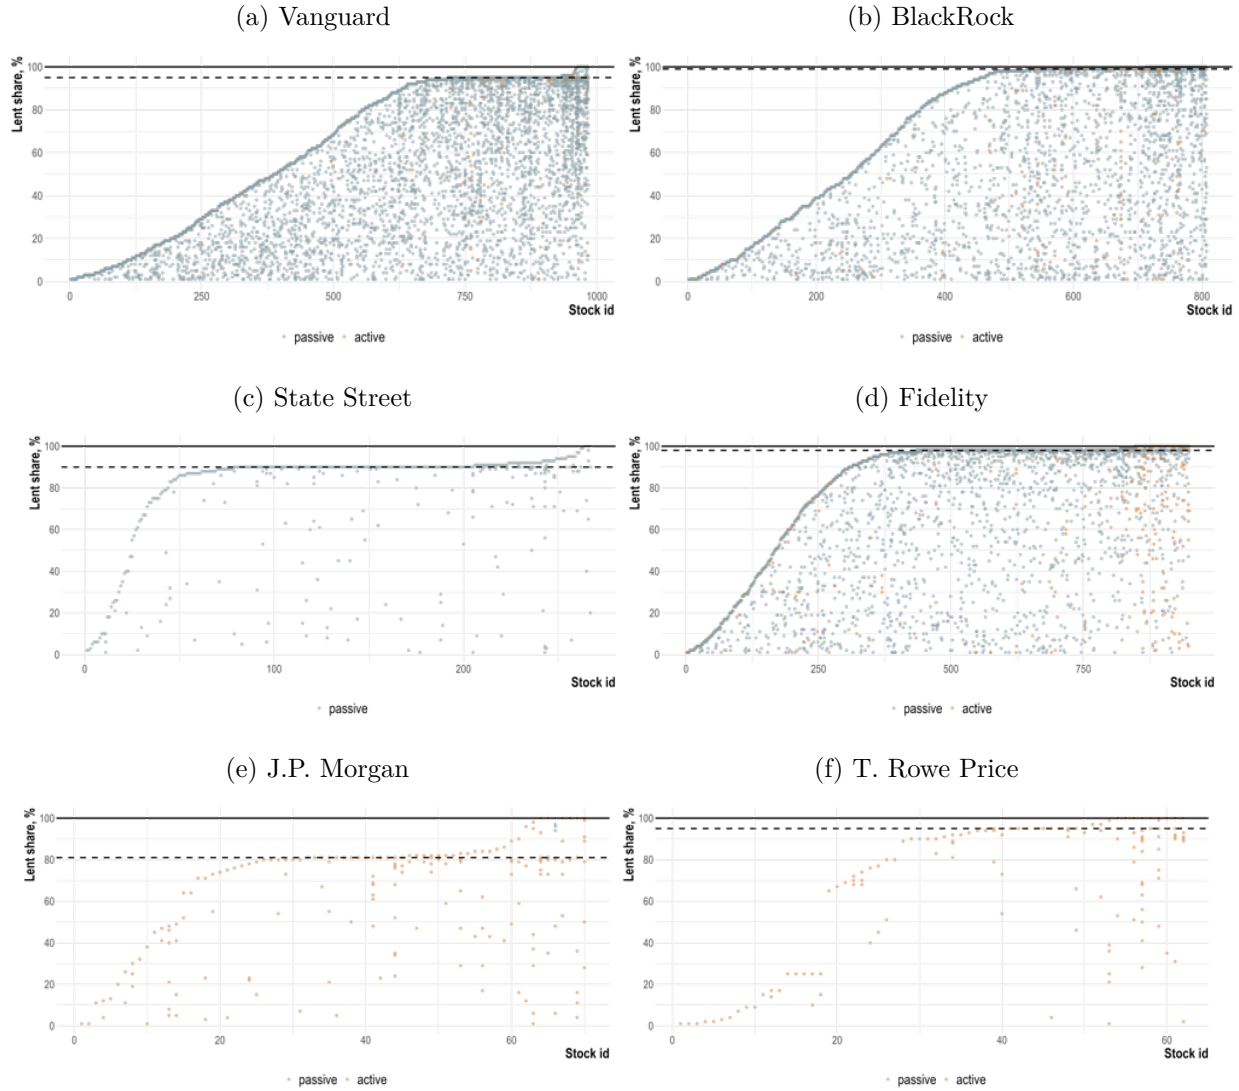 (a) Vanguard
(b) BlackRock
Lent share, %
100
80
60
40
20
0
0 250 500 750 1000
Stock id
passive active
Lent share, %
100
80
60
40
20
0
0 200 400 600 800
Stock id
passive active
(c) State Street
(d) Fidelity
Lent share, %
100
80
60
40
20
0
0 100 200
Stock id
passive
Lent share, %
100
80
60
40
20
0
0 250 500 750
Stock id
passive active
(e) J.P. Morgan
(f) T. Rowe Price
Lent share, %
100
80
60
40
20
0
0 20 40 60
Stock id
passive active
Lent share, %
100
80
60
40
20
0
0 20 40 60
Stock id
passive active